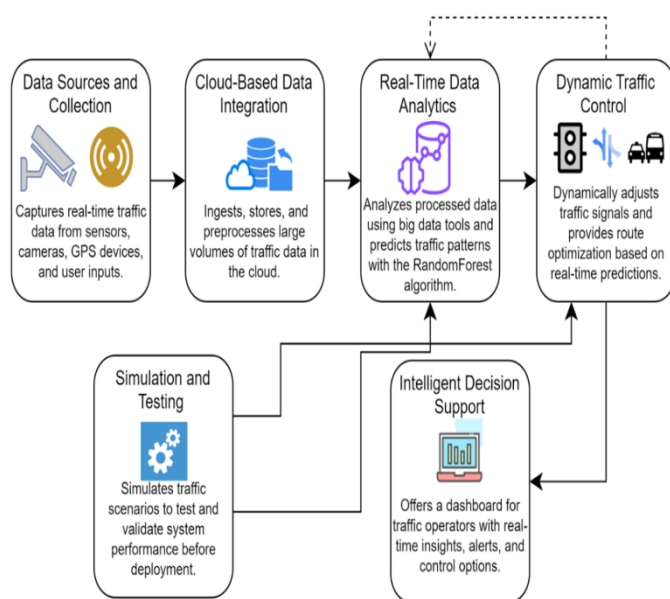 Data Sources and
Collection
Captures real-time traffic
data from sensors,
cameras, GPS devices,
and user inputs.
Cloud-Based Data
Integration
Ingests, stores, and
preprocesses large
volumes of traffic data in
the cloud.
Real-Time Data
Analytics
Analyzes processed data
using big data tools and
predicts traffic patterns
with the RandomForest
algorithm.
Dynamic Traffic
Control
Dynamically adjusts
traffic signals and
provides route
optimization based on
real-time predictions.
Simulation and
Testing
Simulates traffic
scenarios to test and
validate system
performance before
deployment.
Intelligent Decision
Support
Offers a dashboard for
traffic operators with real-
time insights, alerts, and
control options.